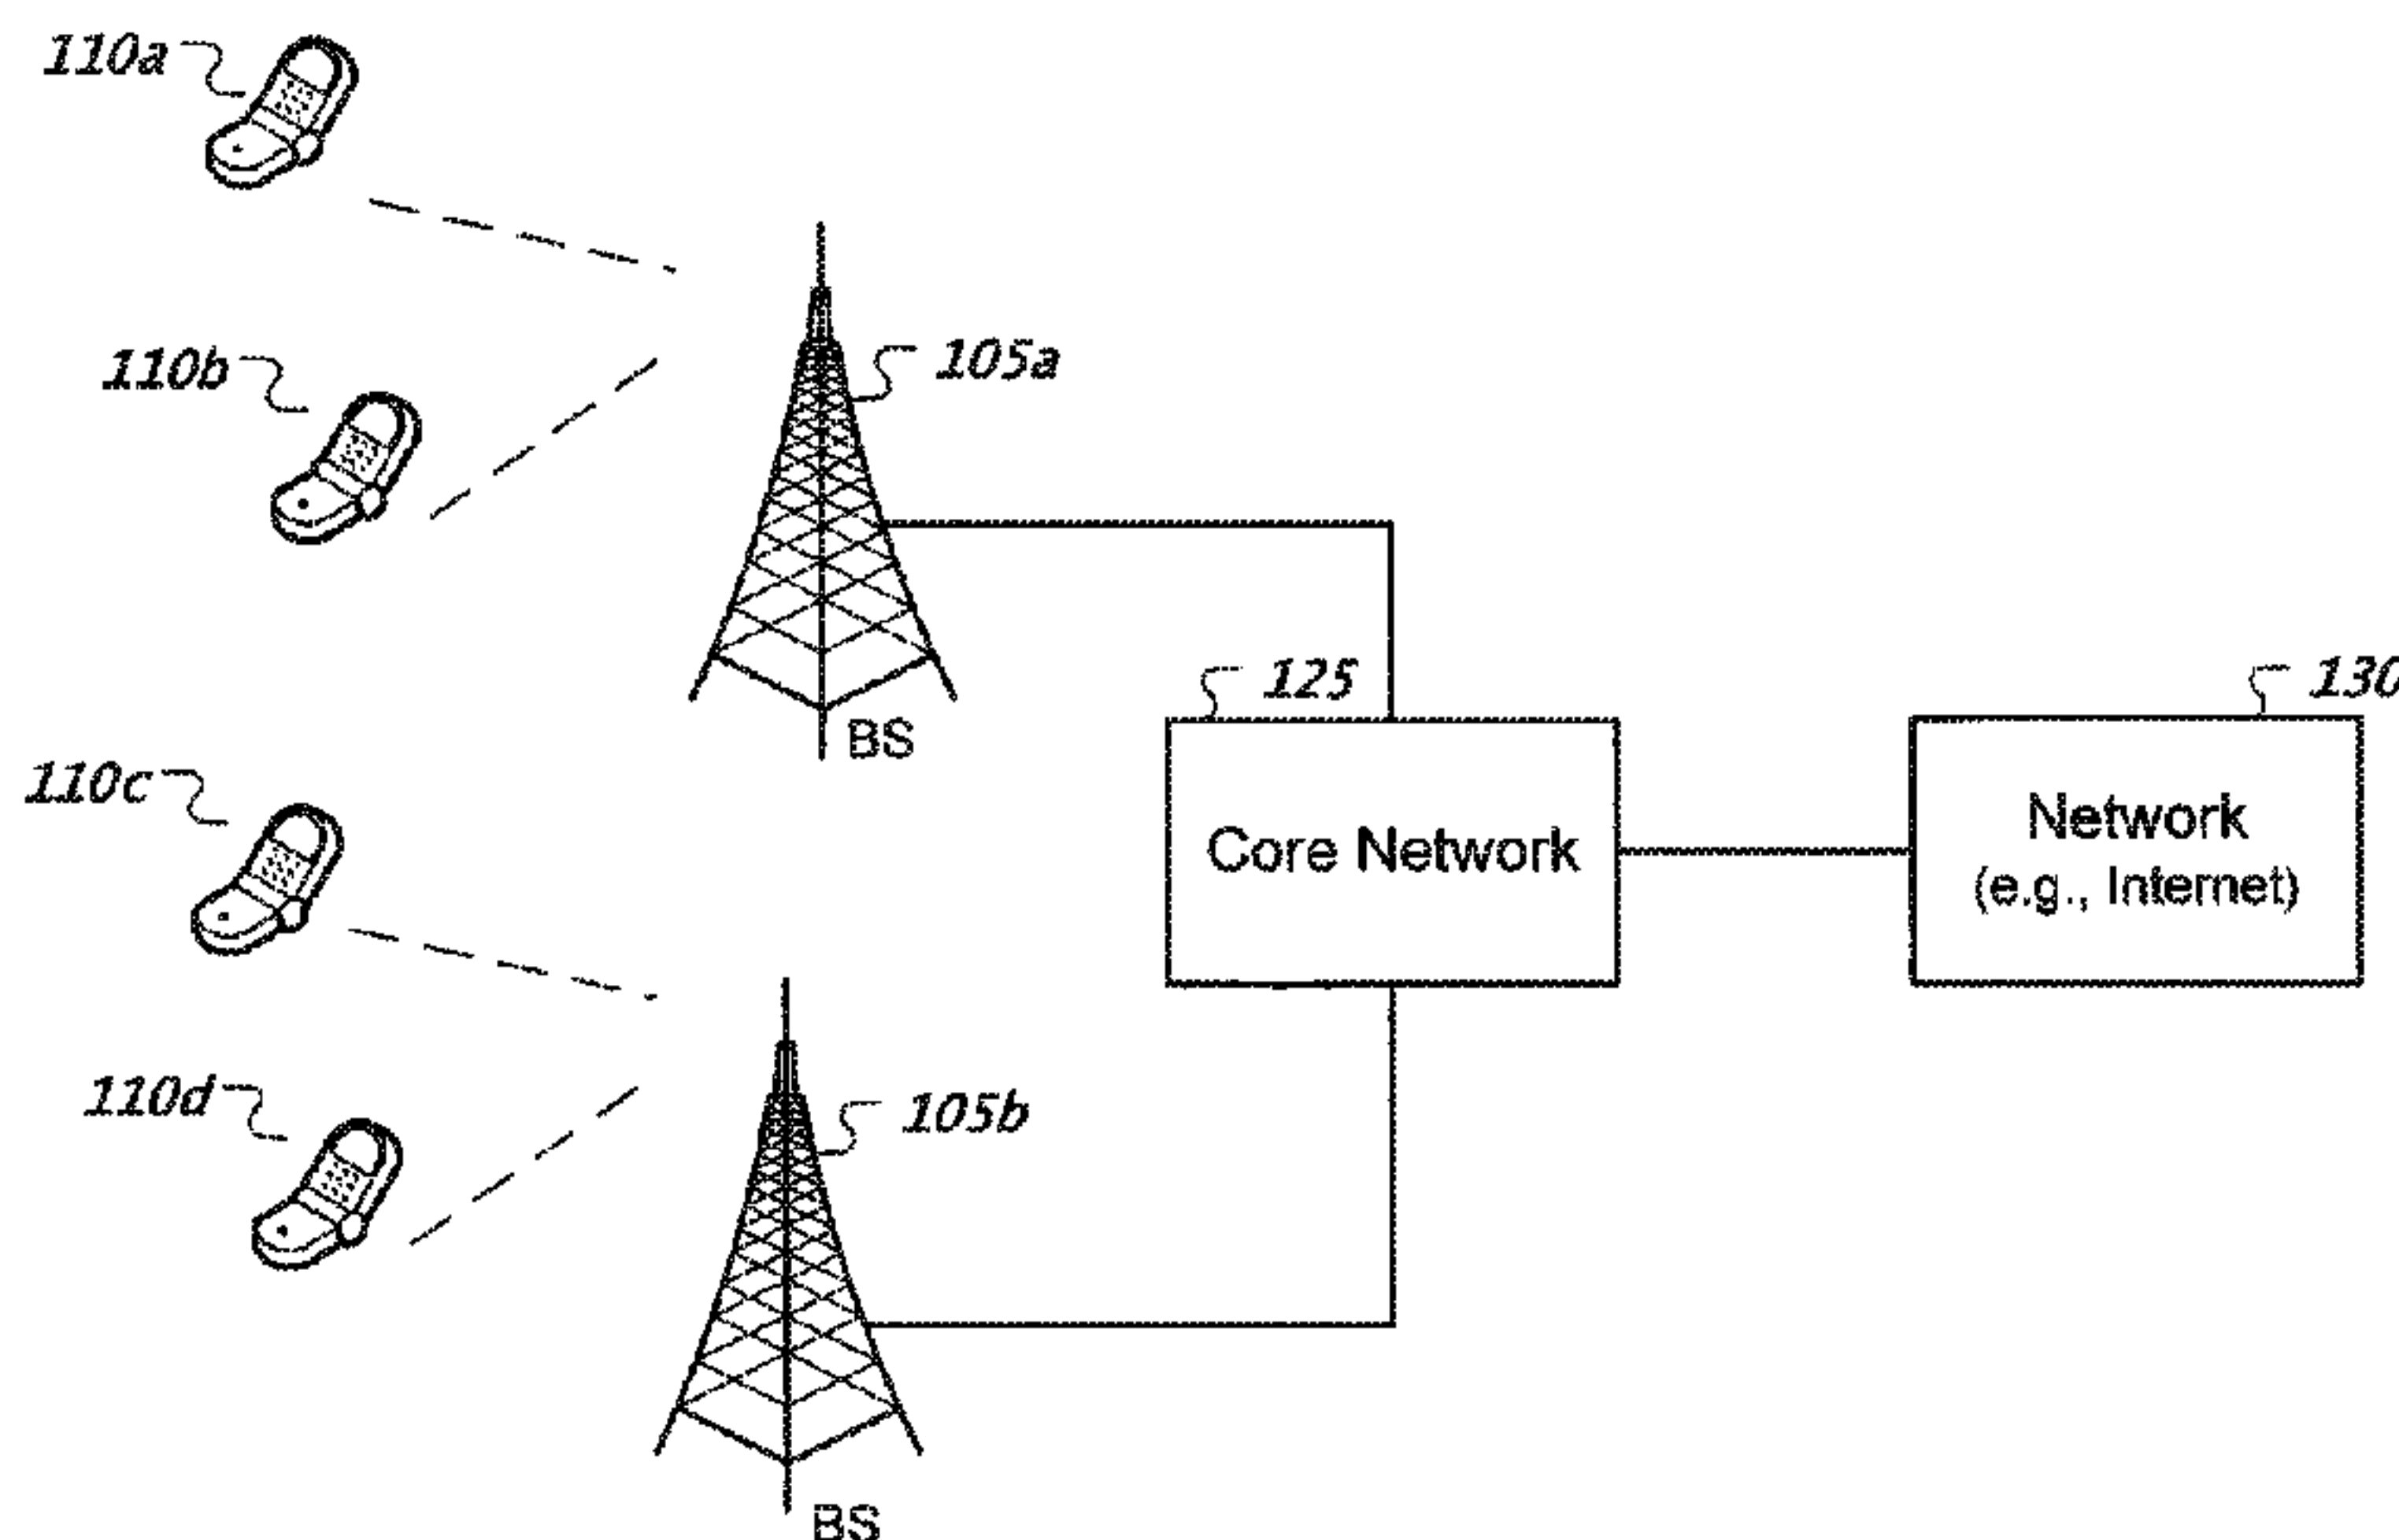 110a
110b
105a
BS
125
130
Core Network
Network
(e.g., Internet)
110c
110d
105b
BS